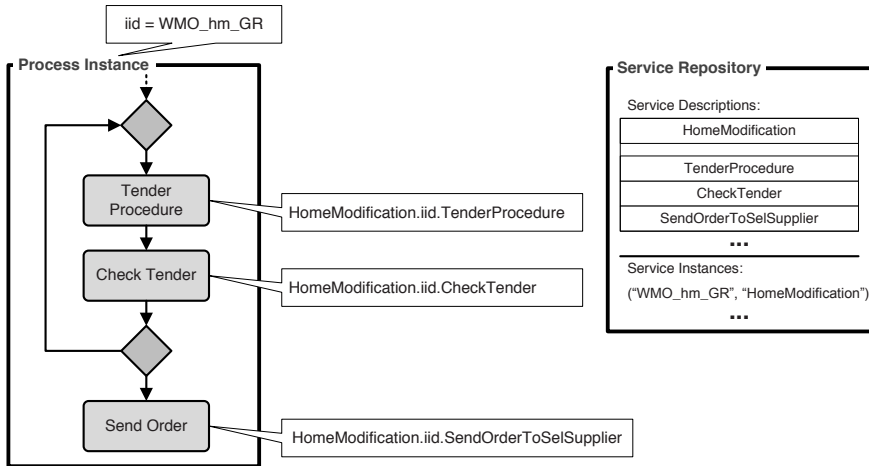 iid = WMO_hm_GR
Process Instance
Tender
Procedure
HomeModification.iid.TenderProcedure
Check Tender
HomeModification.iid.CheckTender
Send Order
HomeModification.iid.SendOrderToSelSupplier
Service Repository
Service Descriptions:
HomeModification
TenderProcedure
CheckTender
SendOrderToSelSupplier
...
Service Instances:
(“WMO_hm_GR”, “HomeModification”)
...